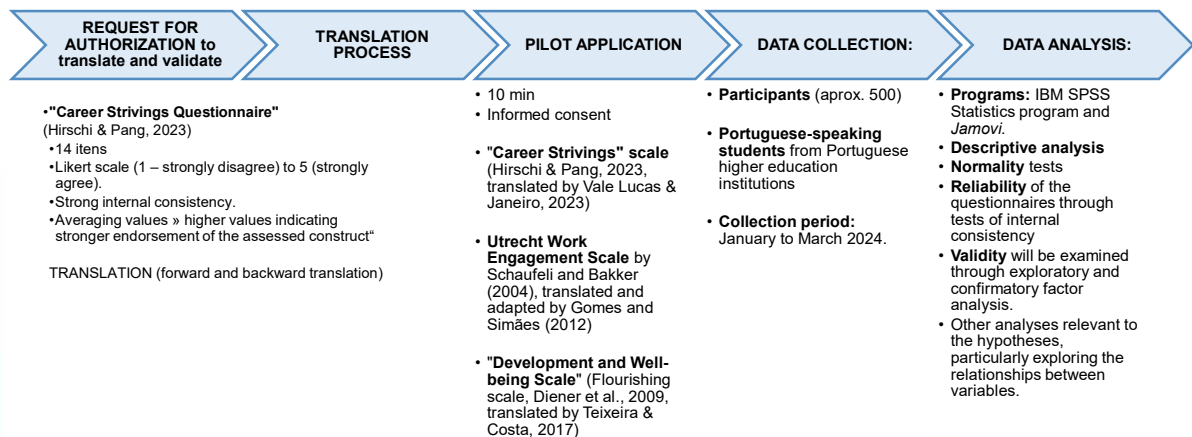 REQUEST FOR
AUTHORIZATION to
translate and validate
TRANSLATION
PROCESS
PILOT APPLICATION
DATA COLLECTION:
DATA ANALYSIS:
•"Career Strivings Questionnaire"
(Hirschi & Pang, 2023)
•14 itens
•Likert scale (1 – strongly disagree) to 5 (strongly
agree).
•Strong internal consistency.
•Averaging values » higher values indicating
stronger endorsement of the assessed construct“
TRANSLATION (forward and backward translation)
• 10 min
• Informed consent
• "Career Strivings" scale
(Hirschi & Pang, 2023,
translated by Vale Lucas &
Janeiro, 2023)
• Utrecht Work
Engagement Scale by
Schaufeli and Bakker
(2004), translated and
adapted by Gomes and
Simães (2012)
• "Development and Well-
being Scale" (Flourishing
scale, Diener et al., 2009,
translated by Teixeira &
Costa, 2017)
• Participants (aprox. 500)
• Portuguese-speaking
students from Portuguese
higher education
institutions
• Collection period:
January to March 2024.
• Programs: IBM SPSS
Statistics program and
Jamovi.
• Descriptive analysis
• Normality tests
• Reliability of the
questionnaires through
tests of internal
consistency
• Validity will be examined
through exploratory and
confirmatory factor
analysis.
• Other analyses relevant to
the hypotheses,
particularly exploring the
relationships between
variables.